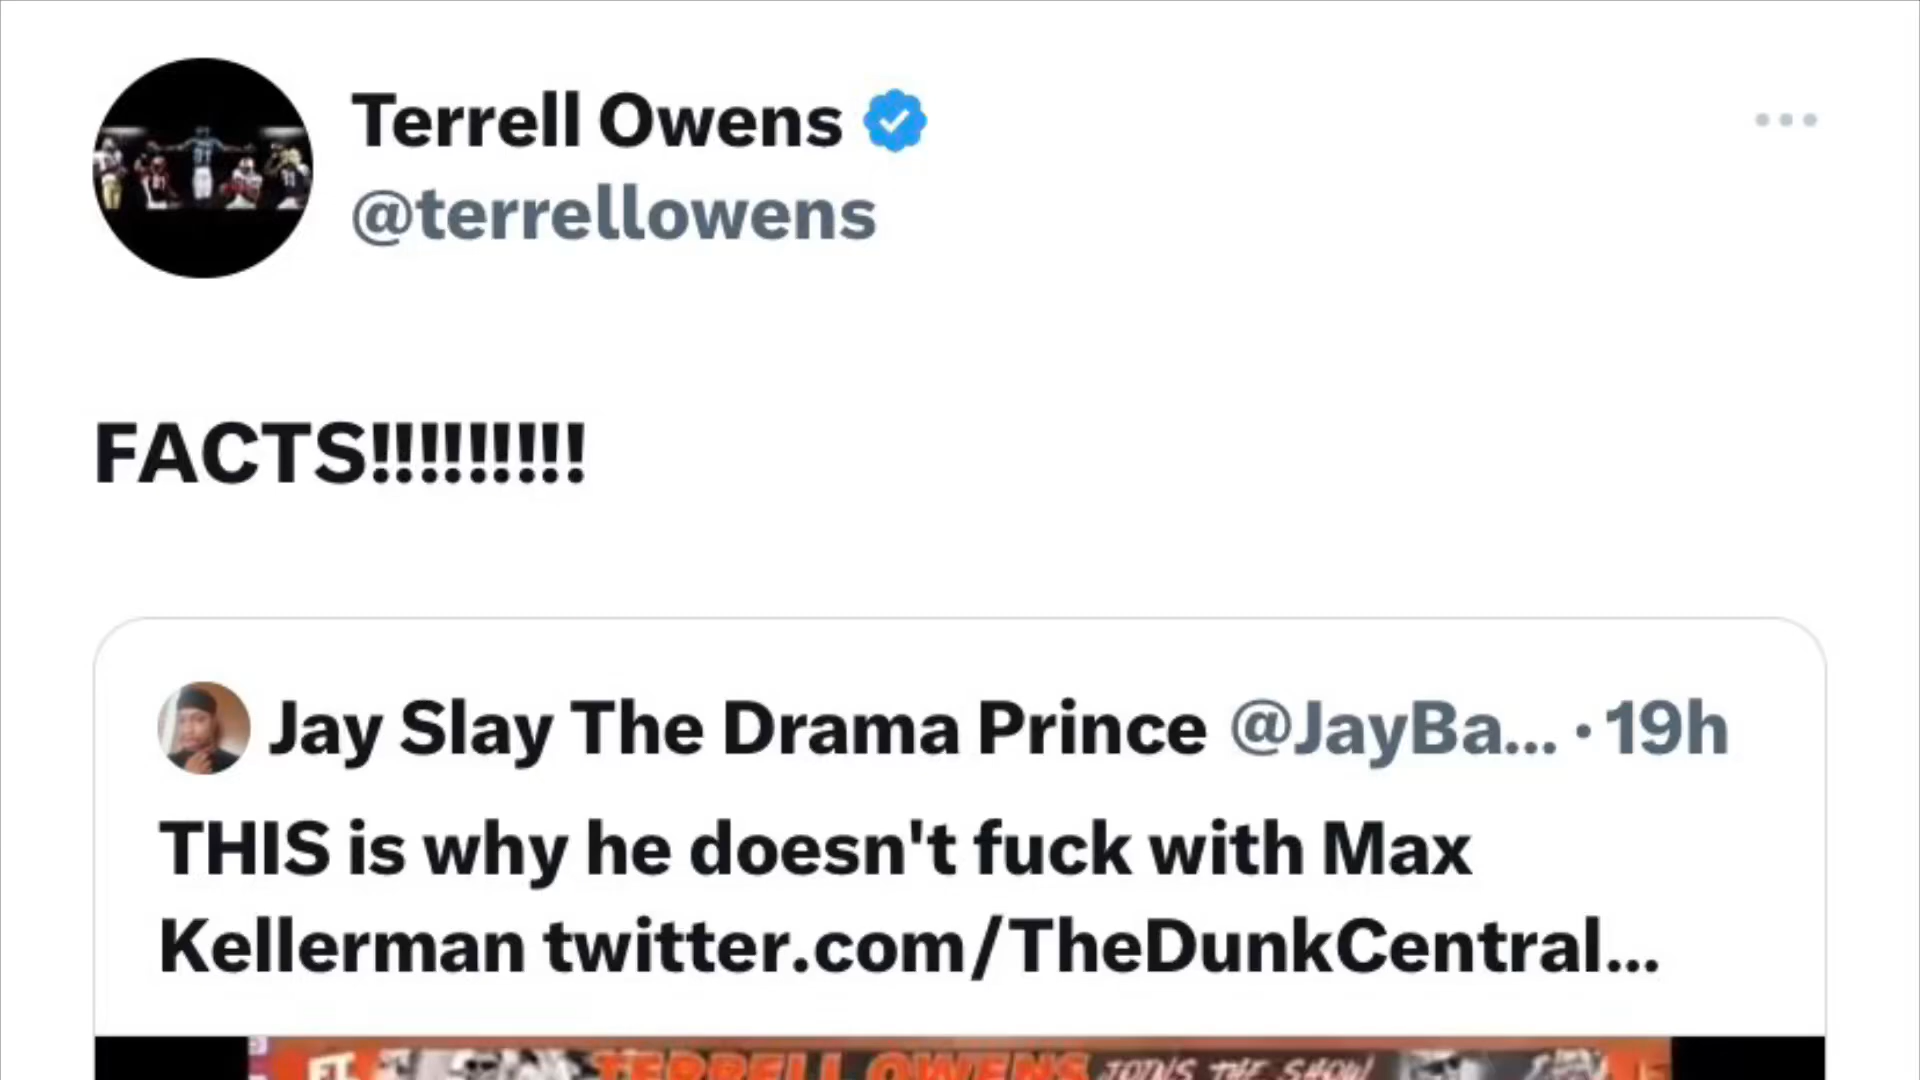 Terrell Owens
@terrellowens
FACTS!!!!!!!!!
Jay Slay The Drama Prince @JayBa... · 19h
THIS is why he doesn't fuck with Max
Kellerman twitter.com/TheDunkCentral...
FT. TERRELL OWENS JOINS THE SHOW